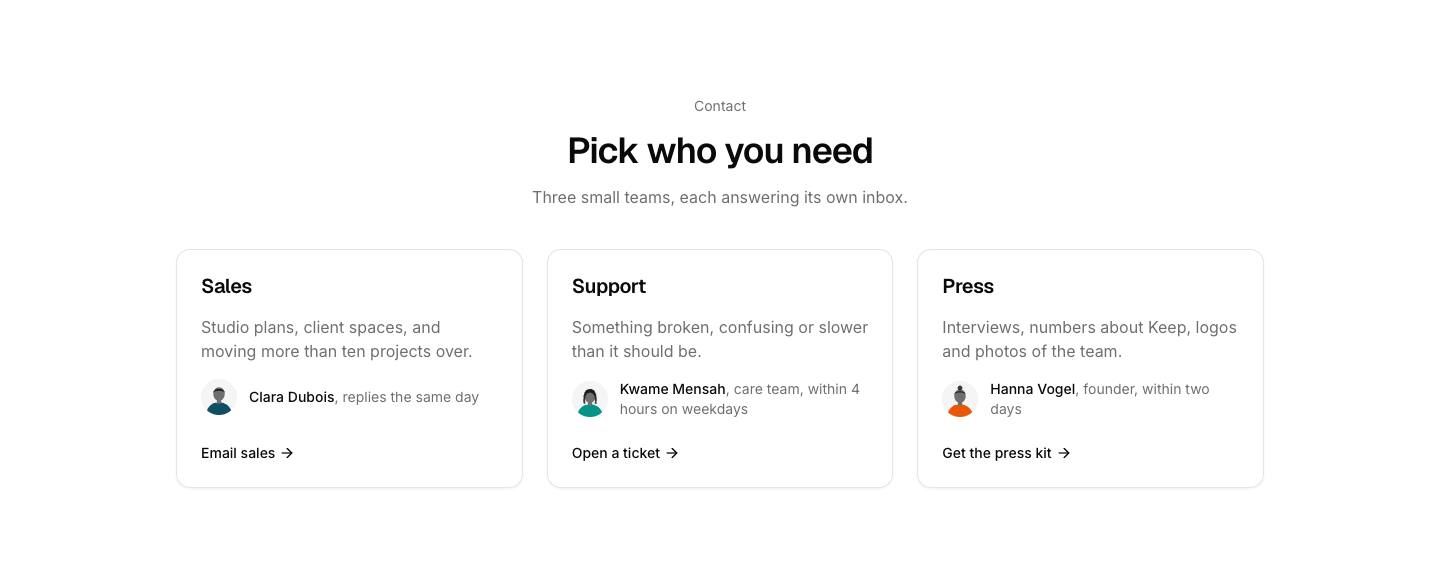 Contact
Pick who you need
Three small teams, each answering its own inbox.
Sales
Studio plans, client spaces, and
moving more than ten projects over.
Clara Dubois, replies the same day
Email sales →
Support
Something broken, confusing or slower
than it should be.
Kwame Mensah, care team, within 4
hours on weekdays
Open a ticket →
Press
Interviews, numbers about Keep, logos
and photos of the team.
Hanna Vogel, founder, within two
days
Get the press kit →